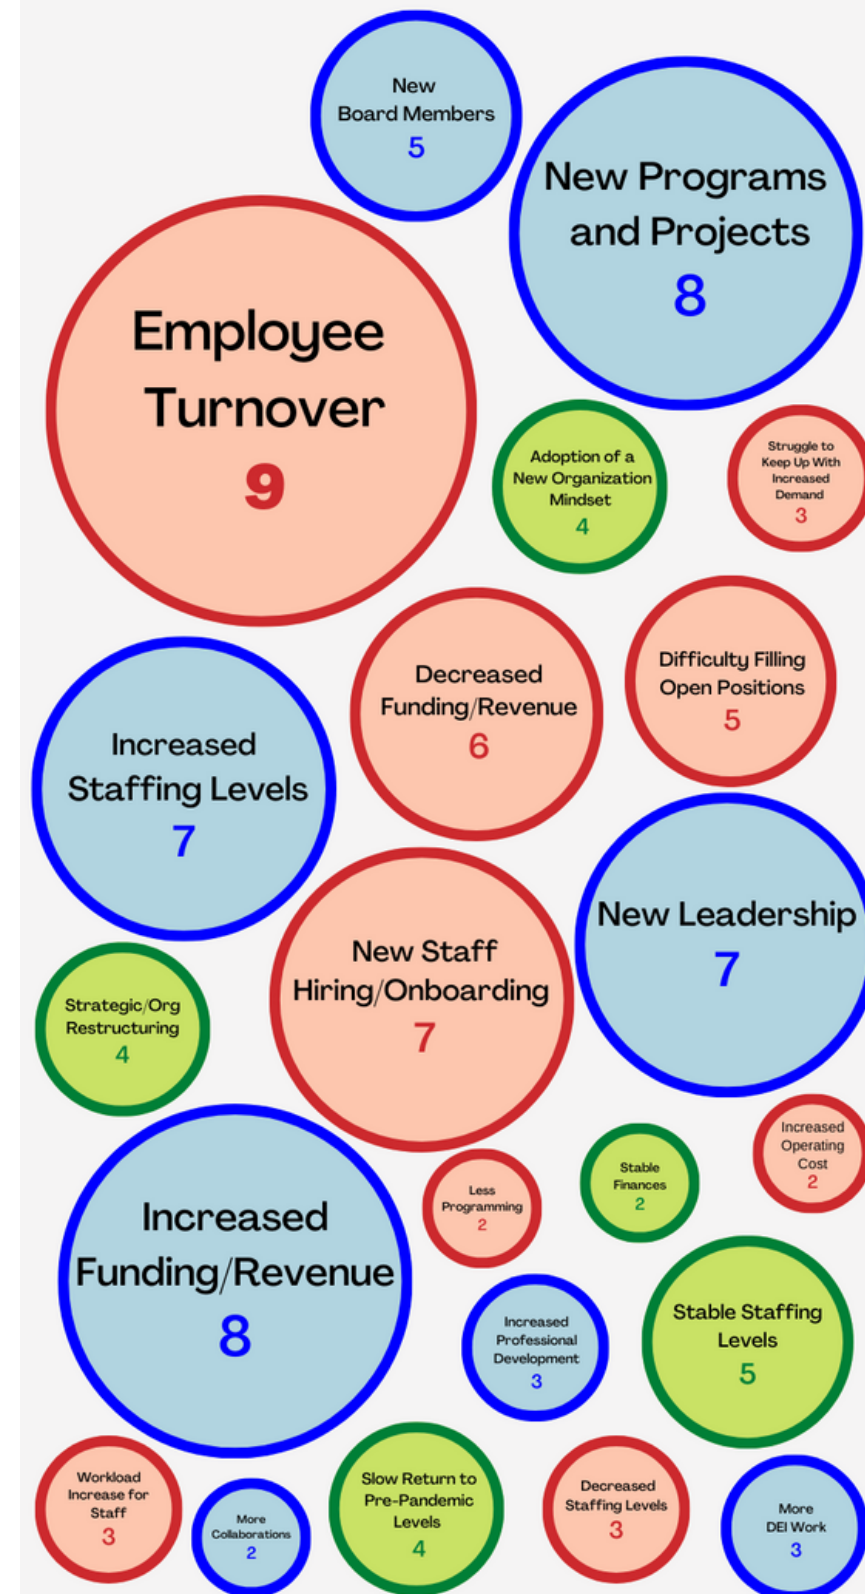 New
Board Members
5
New Programs
and Projects
8
Employee
Turnover
9
Adoption of a
New Organization
Mindset
4
Struggle to
Keep Up With
Increased
Demand
3
Decreased
Funding/Revenue
6
Difficulty Filling
Open Positions
5
Increased
Staffing Levels
7
New Leadership
7
New Staff
Hiring/Onboarding
7
Strategic/Org
Restructuring
4
Increased
Operating
Cost
2
Stable
Finances
2
Less
Programming
2
Increased
Funding/Revenue
8
Increased
Professional
Development
3
Stable Staffing
Levels
5
Workload
Increase for
Staff
3
More
Collaborations
2
Slow Return to
Pre-Pandemic
Levels
4
Decreased
Staffing Levels
3
More
DEI Work
3